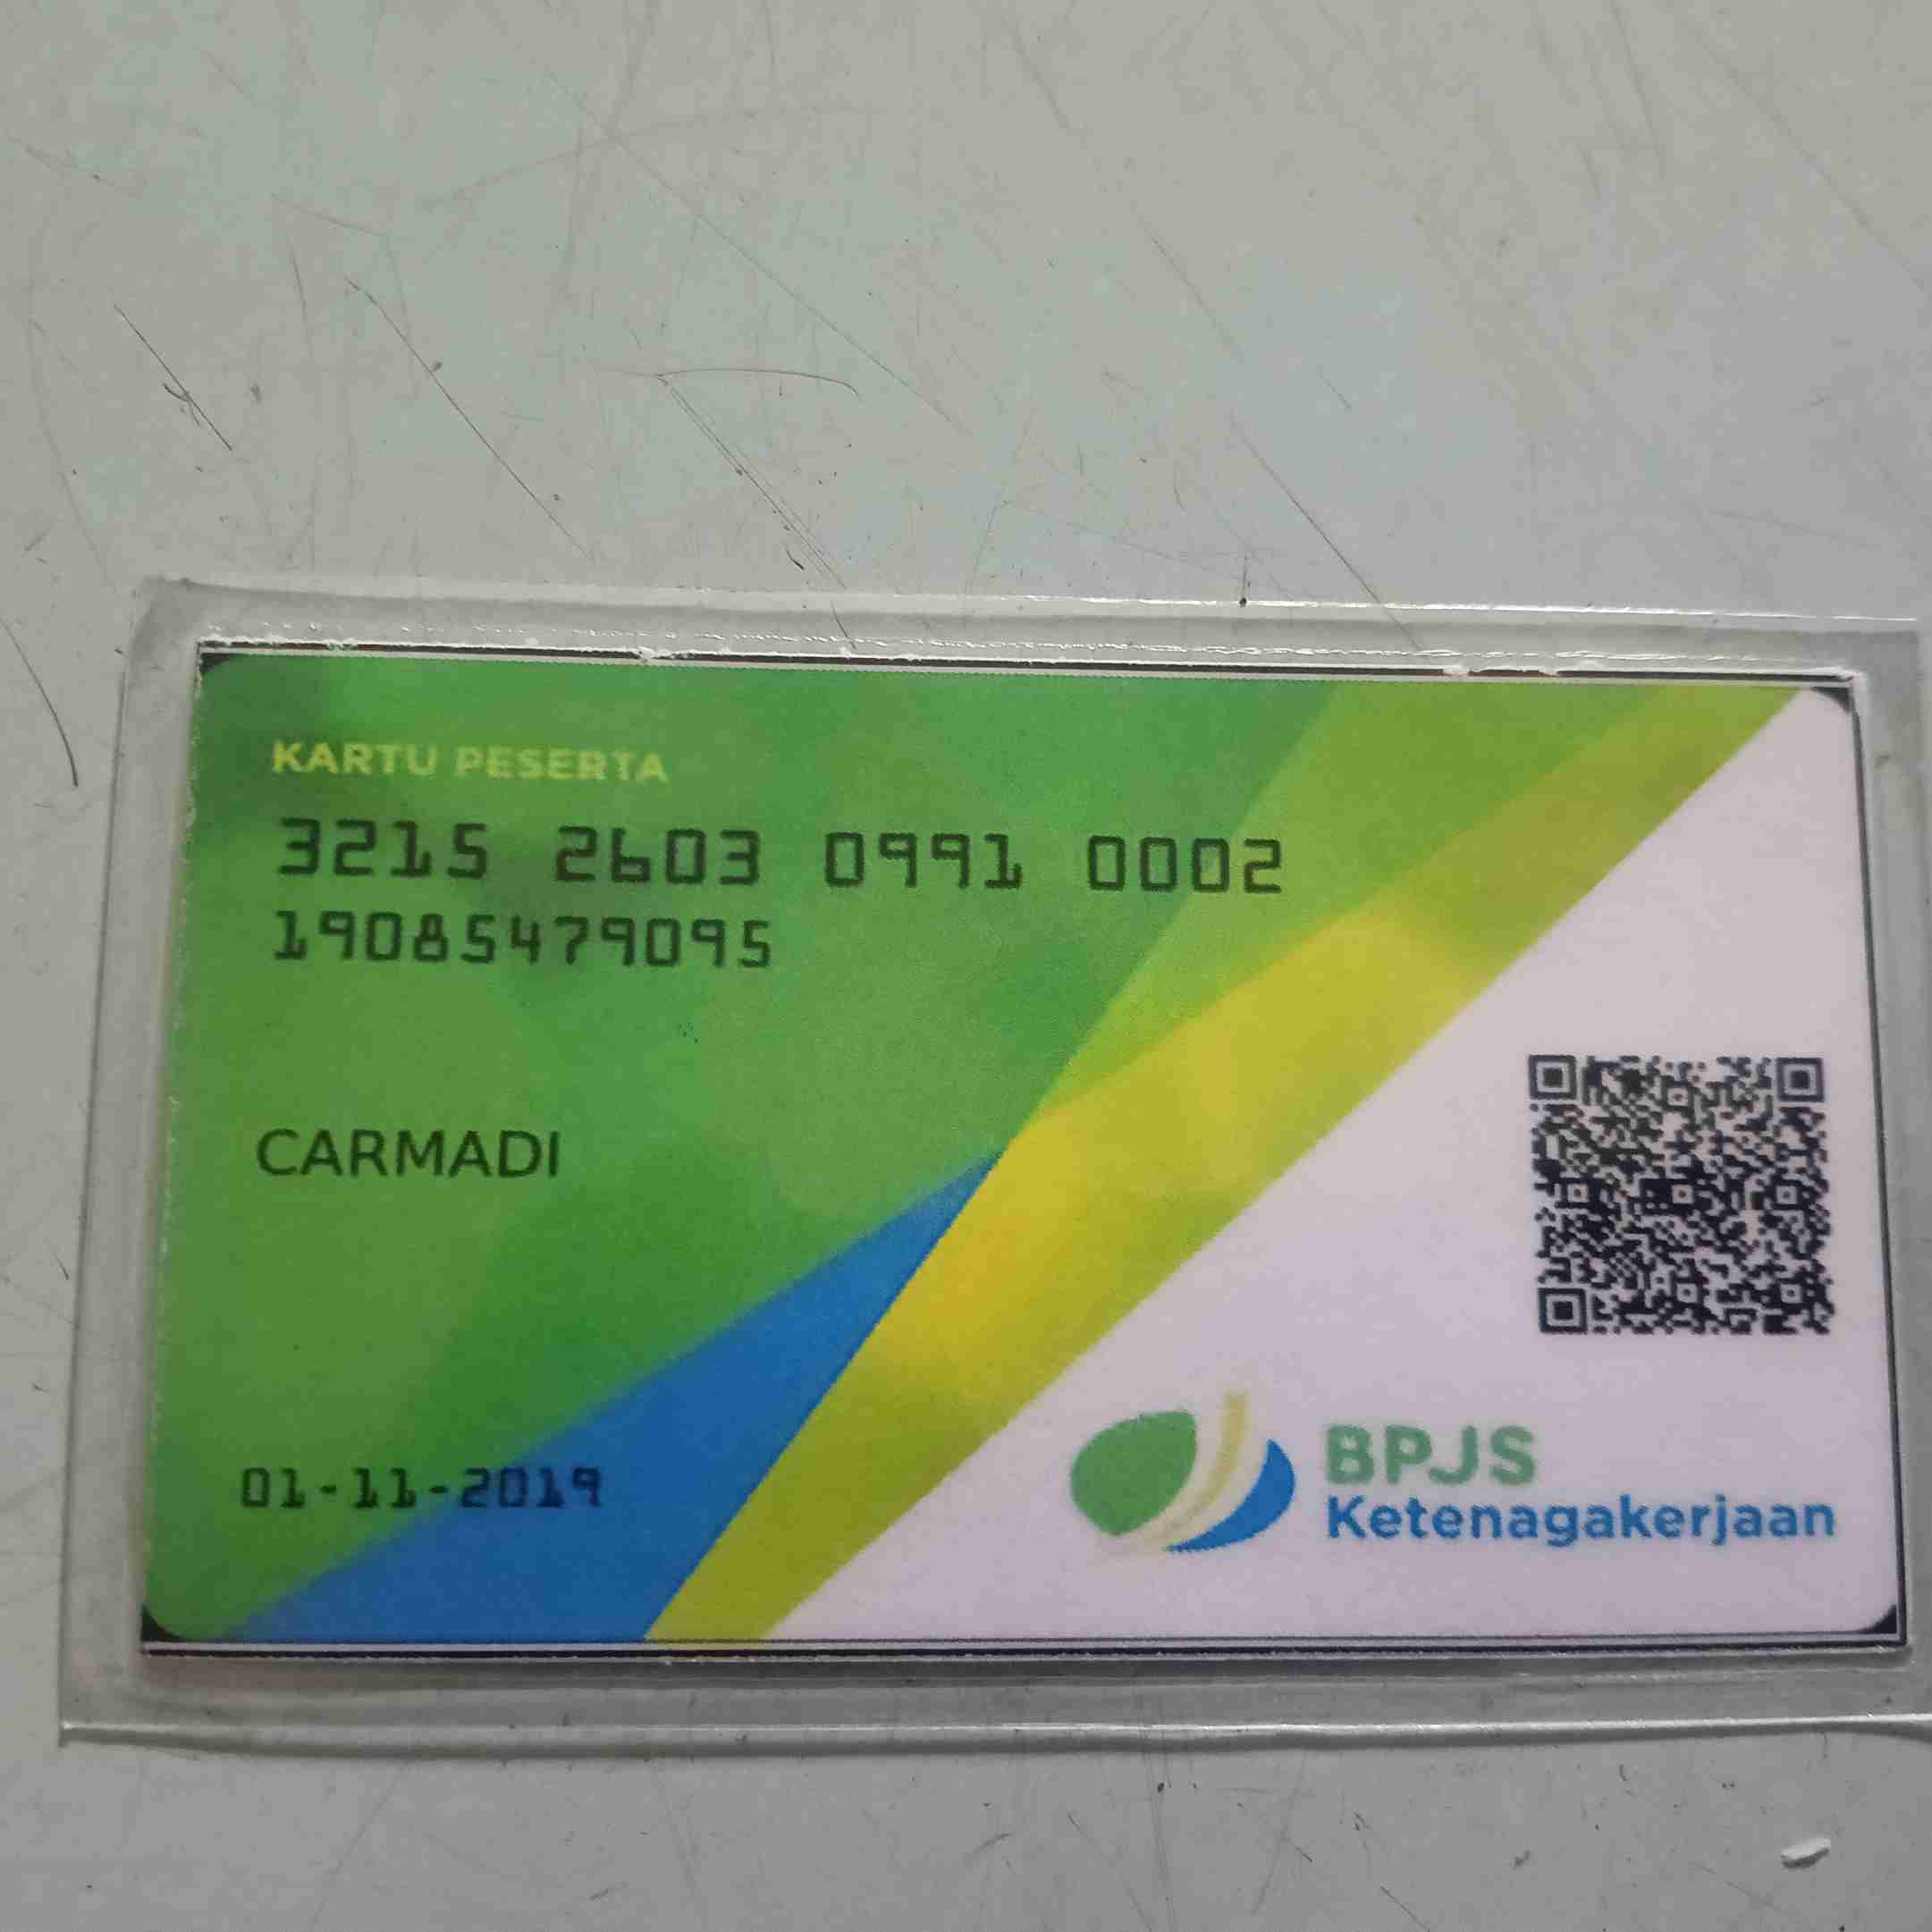 KARTU PESERTA
3215 2603 0991 0002
19085479095
CARMADI
01-11-2019
BPJS
Ketenagakerjaan